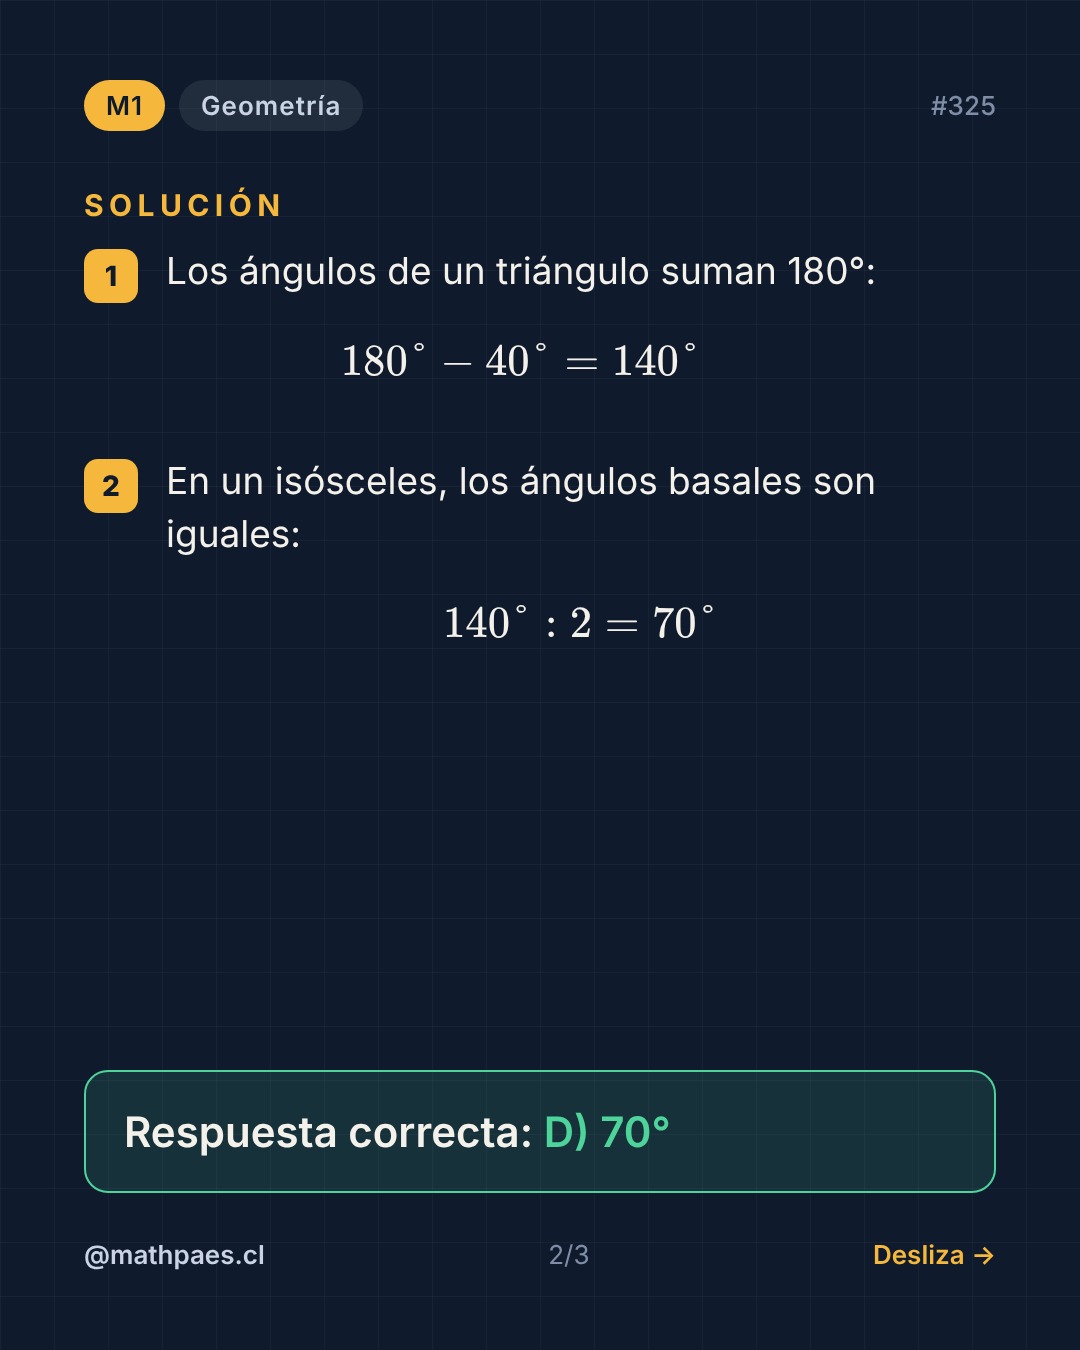 M1 Geometría #325
SOLUCIÓN
1 Los ángulos de un triángulo suman 180°:
180° − 40° = 140°
2 En un isósceles, los ángulos basales son
iguales:
140° : 2 = 70°
Respuesta correcta: D) 70°
@mathpaes.cl 2/3 Desliza →